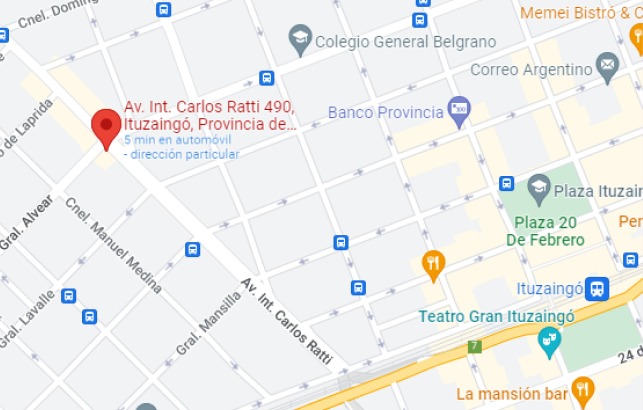 Cnel. Doming
Memei Bistró & C
Colegio General Belgrano
Correo Argentino
Av. Int. Carlos Ratti 490,
Ituzaingó, Provincia de...
5 min en automóvil
- dirección particular
Banco Provincia
o de Laprida
Plaza Ituzain
Plaza 20
De Febrero
Per
Gral. Alvear
Cnel. Manuel Medina
Ituzaingó
Av. Int. Carlos Ratti
Gral. Lavalle
Gral. Mansilla
Teatro Gran Ituzaingó
7
24 d
La mansión bar